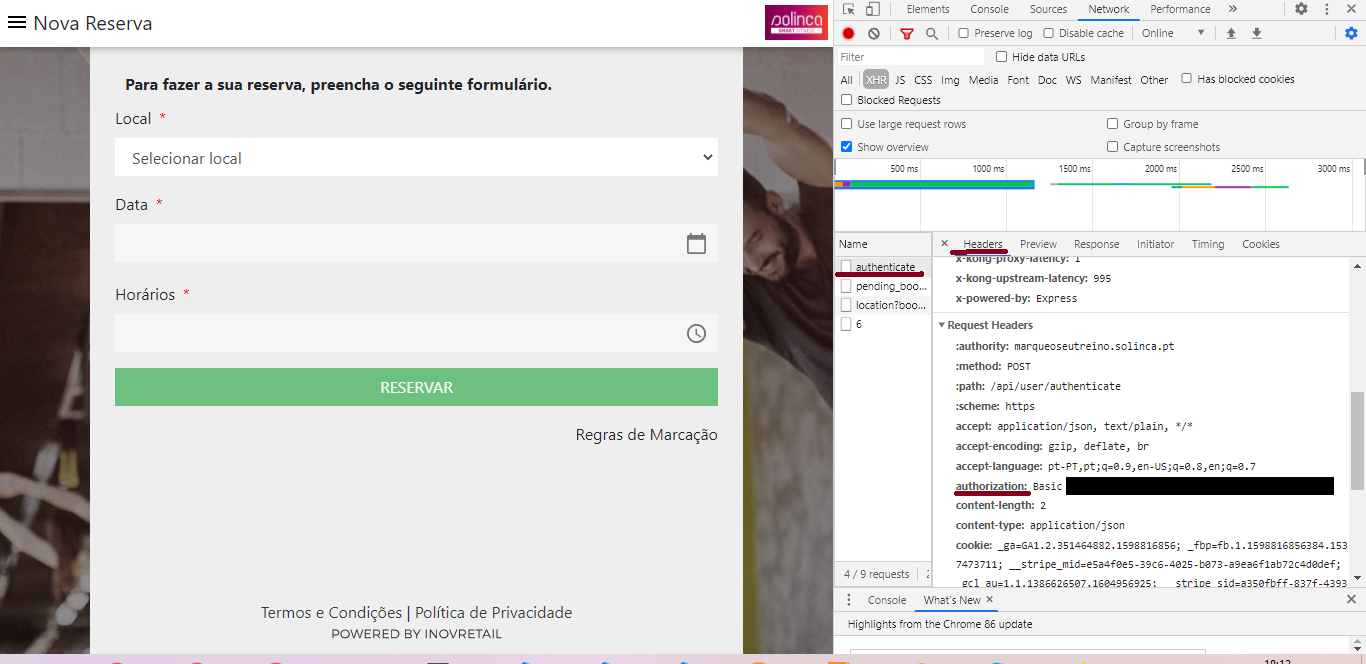 Nova Reserva
solinca
SMART FITNESS
Para fazer a sua reserva, preencha o seguinte formulário.
Local *
Selecionar local
Data *
Horários *
RESERVAR
Regras de Marcação
Termos e Condições | Política de Privacidade
POWERED BY INOVRETAIL
Elements Console Sources Network Performance »
Preserve log Disable cache Online
Filter Hide data URLs
All XHR JS CSS Img Media Font Doc WS Manifest Other Has blocked cookies
Blocked Requests
Use large request rows Group by frame
Show overview Capture screenshots
500 ms 1000 ms 1500 ms 2000 ms 2500 ms 3000 ms
Name
authenticate
pending_boo...
location?boo...
6
4 / 9 requests
× Headers Preview Response Initiator Timing Cookies
x-kong-proxy-latency: 1
x-kong-upstream-latency: 995
x-powered-by: Express
Request Headers
:authority: marqueoseutreino.solinca.pt
:method: POST
:path: /api/user/authenticate
:scheme: https
accept: application/json, text/plain, */*
accept-encoding: gzip, deflate, br
accept-language: pt-PT,pt;q=0.9,en-US;q=0.8,en;q=0.7
authorization: Basic
content-length: 2
content-type: application/json
cookie: _ga=GA1.2.351464882.1598816856; _fbp=fb.1.1598816856384.153
7473711; __stripe_mid=e5a4f0e5-39c6-4025-b073-a9ea6f1ab72c4d0def;
_gcl_au=1.1.1386626507.1604956925; __stripe_sid=a350fbff-837f-4393
Console What's New ×
Highlights from the Chrome 86 update